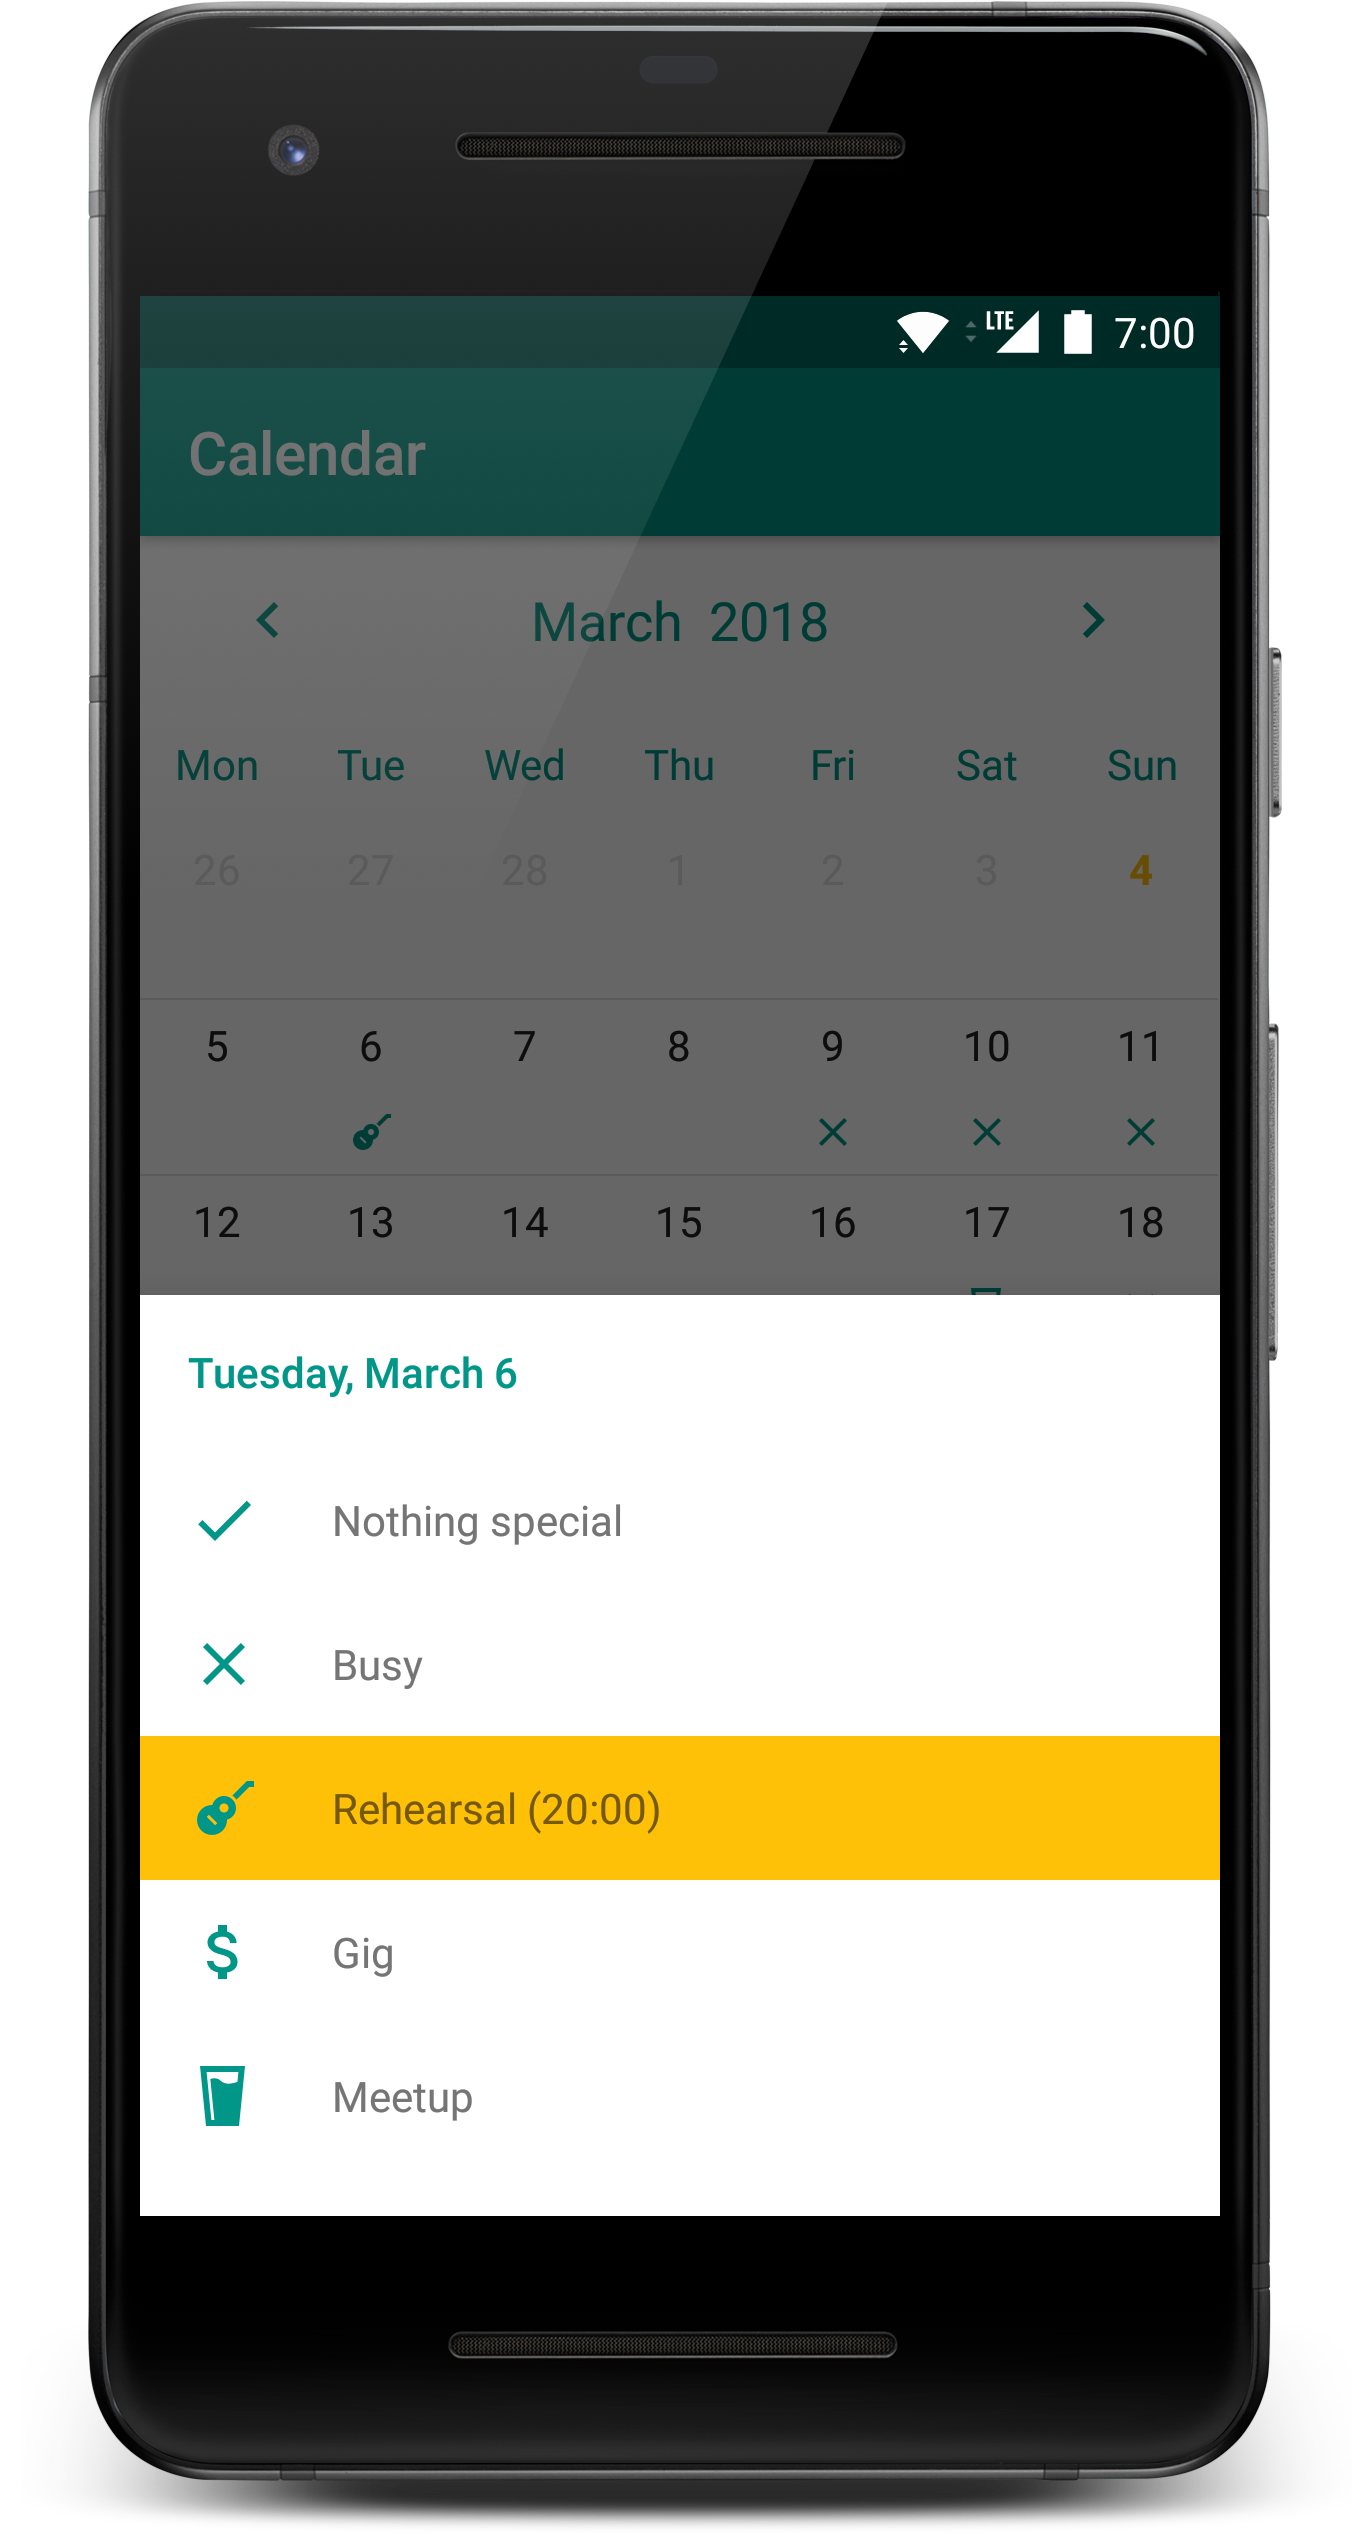 LTE 7:00
Calendar
March 2018
Mon Tue Wed Thu Fri Sat Sun
26 27 28 1 2 3 4
5 6 7 8 9 10 11
12 13 14 15 16 17 18
Tuesday, March 6
Nothing special
Busy
Rehearsal (20:00)
$ Gig
Meetup